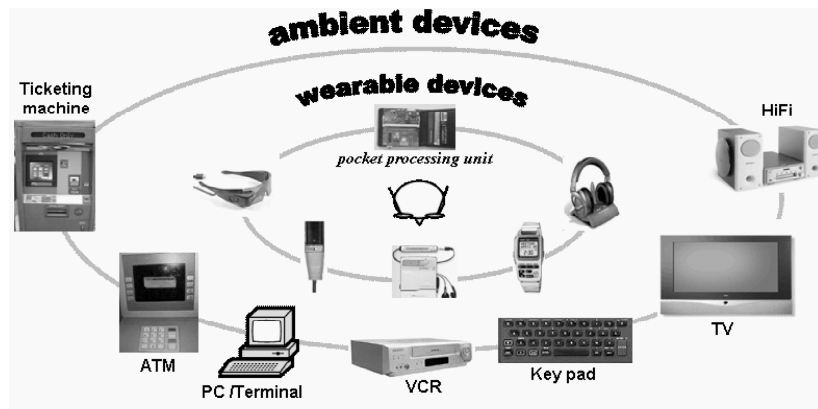 ambient devices
wearable devices
Ticketing
machine
HiFi
pocket processing unit
TV
ATM
PC /Terminal
VCR
Key pad